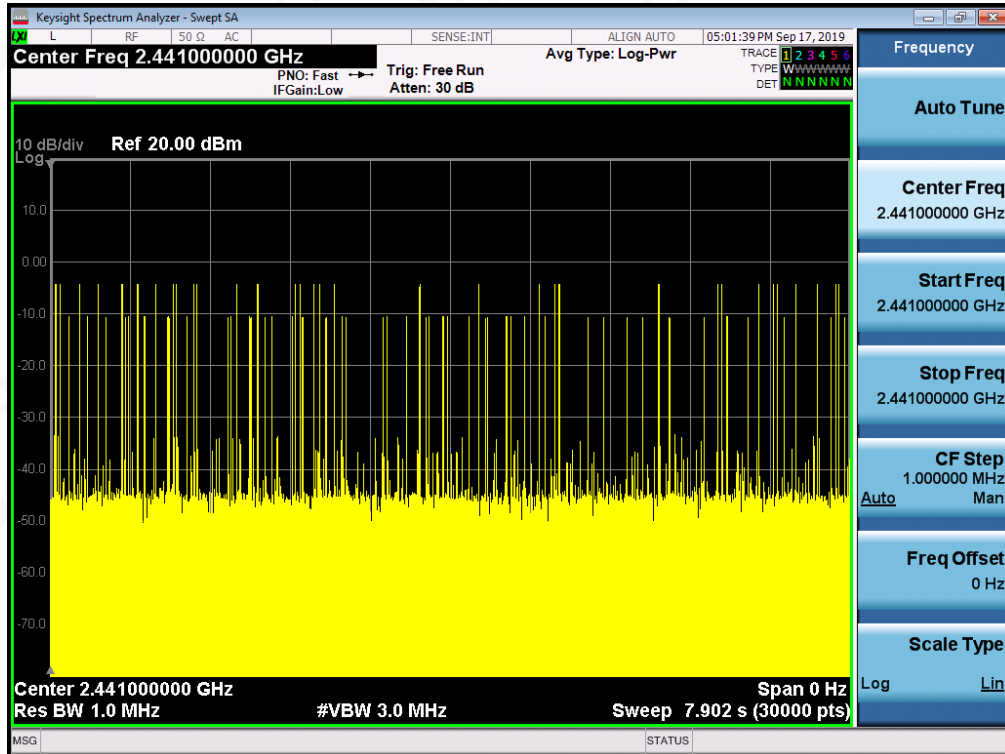 Keysight Spectrum Analyzer - Swept SA
LXI L RF 50 Ω AC SENSE:INT ALIGN AUTO 05:01:39 PM Sep 17, 2019
Center Freq 2.441000000 GHz
PNO: Fast
IFGain:Low
Trig: Free Run
Atten: 30 dB
Avg Type: Log-Pwr
TRACE 1 2 3 4 5 6
TYPE WWWWWW
DET N N N N N N
10 dB/div
Log
Ref 20.00 dBm
10.0
0.00
-10.0
-20.0
-30.0
-40.0
-50.0
-60.0
-70.0
Center 2.441000000 GHz
Span 0 Hz
Res BW 1.0 MHz
#VBW 3.0 MHz
Sweep 7.902 s (30000 pts)
MSG
STATUS
Frequency
Auto Tune
Center Freq
2.441000000 GHz
Start Freq
2.441000000 GHz
Stop Freq
2.441000000 GHz
CF Step
1.000000 MHz
Auto Man
Freq Offset
0 Hz
Scale Type
Log Lin